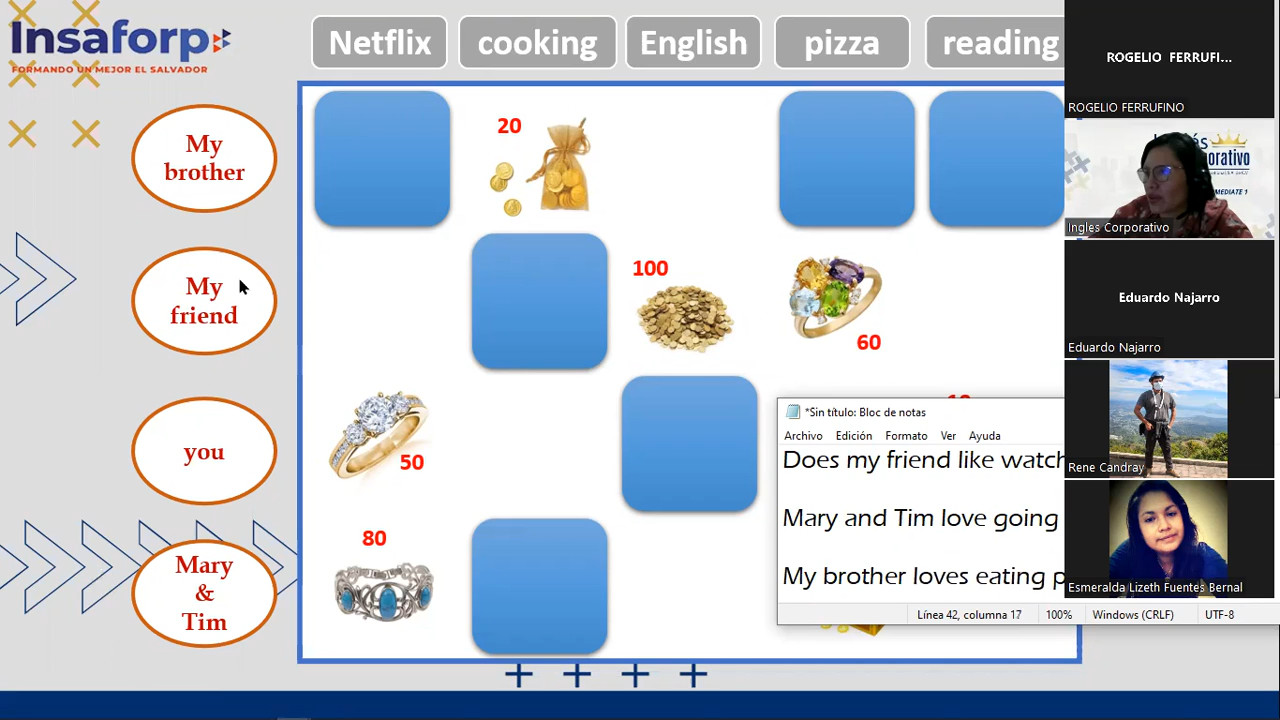 Insaforp
FORMANDO UN MEJOR EL SALVADOR
Netflix
cooking
English
pizza
reading
My
brother
My
friend
you
Mary
&
Tim
20
100
60
50
80
*Sin título: Bloc de notas
Archivo Edición Formato Ver Ayuda
Does my friend like watch
Mary and Tim love going
My brother loves eating p
Línea 42, columna 17 100% Windows (CRLF) UTF-8
ROGELIO FERRUFI...
ROGELIO FERRUFINO
Ingles Corporativo
Eduardo Najarro
Eduardo Najarro
Rene Candray
Esmeralda Lizeth Fuentes Bernal